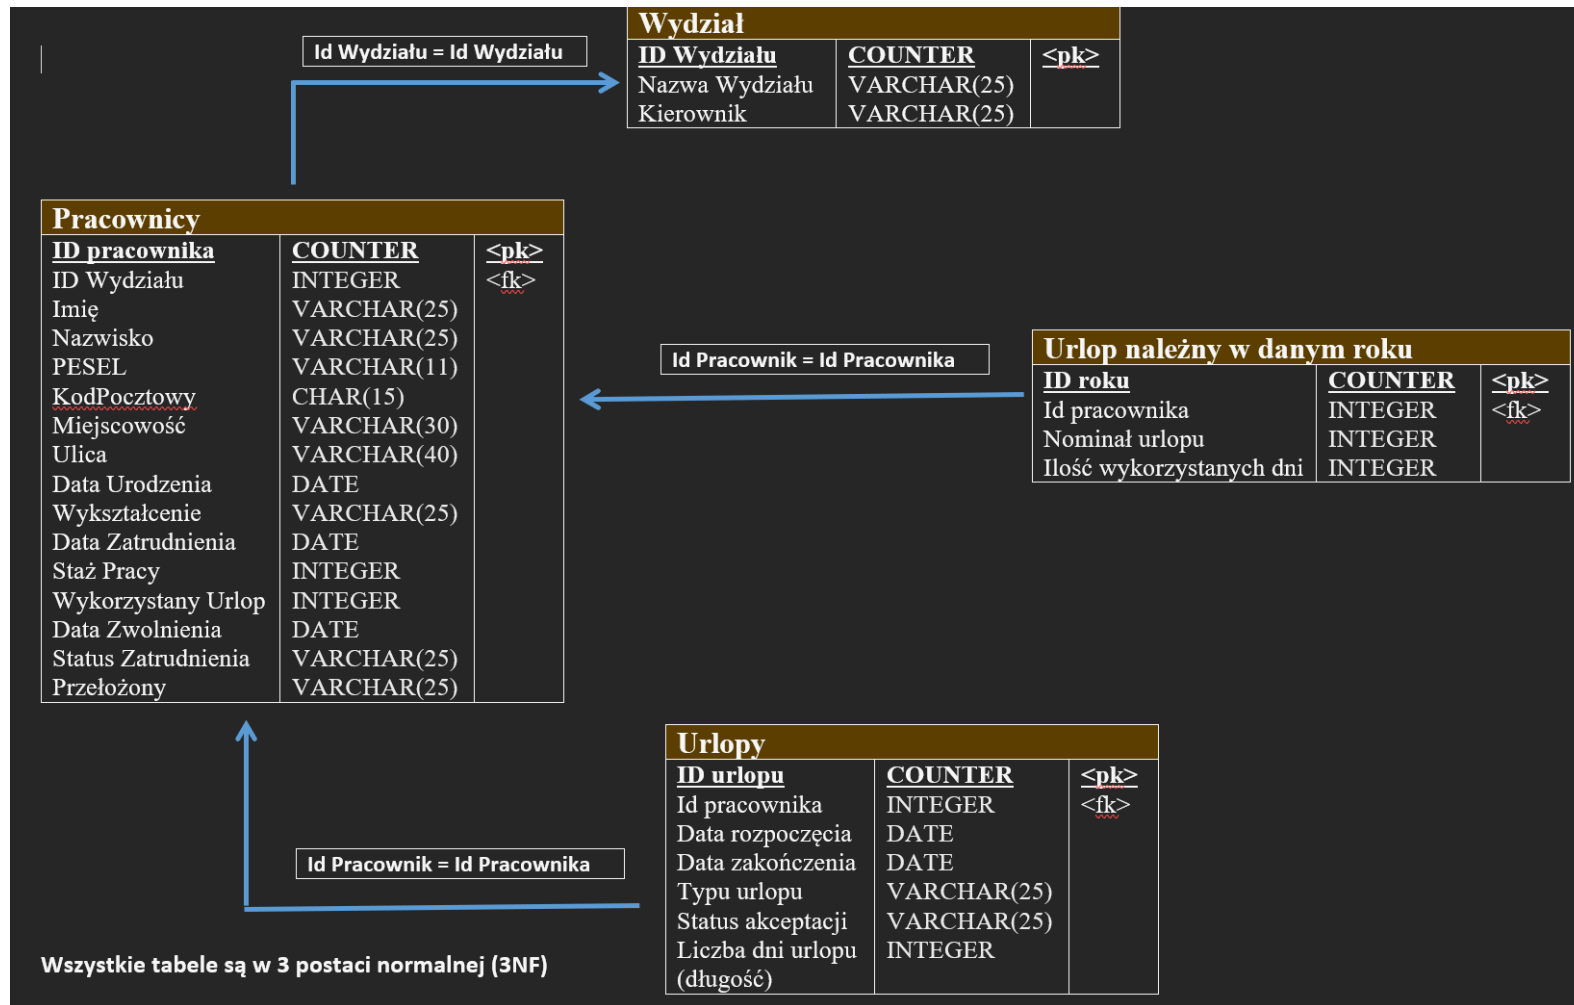 Wydział
Id Wydziału = Id Wydziału
ID Wydziału COUNTER <pk>
Nazwa Wydziału VARCHAR(25)
Kierownik VARCHAR(25)
Pracownicy
ID pracownika COUNTER <pk>
ID Wydziału INTEGER <fk>
Imię VARCHAR(25)
Nazwisko VARCHAR(25)
PESEL VARCHAR(11)
KodPocztowy CHAR(15)
Miejscowość VARCHAR(30)
Ulica VARCHAR(40)
Data Urodzenia DATE
Wykształcenie VARCHAR(25)
Data Zatrudnienia DATE
Staż Pracy INTEGER
Wykorzystany Urlop INTEGER
Data Zwolnienia DATE
Status Zatrudnienia VARCHAR(25)
Przełożony VARCHAR(25)
Id Pracownik = Id Pracownika
Urlop należny w danym roku
ID roku COUNTER <pk>
Id pracownika INTEGER <fk>
Nominał urlopu INTEGER
Ilość wykorzystanych dni INTEGER
Urlopy
ID urlopu COUNTER <pk>
Id pracownika INTEGER <fk>
Data rozpoczęcia DATE
Data zakończenia DATE
Typu urlopu VARCHAR(25)
Status akceptacji VARCHAR(25)
Liczba dni urlopu INTEGER
(długość)
Id Pracownik = Id Pracownika
Wszystkie tabele są w 3 postaci normalnej (3NF)